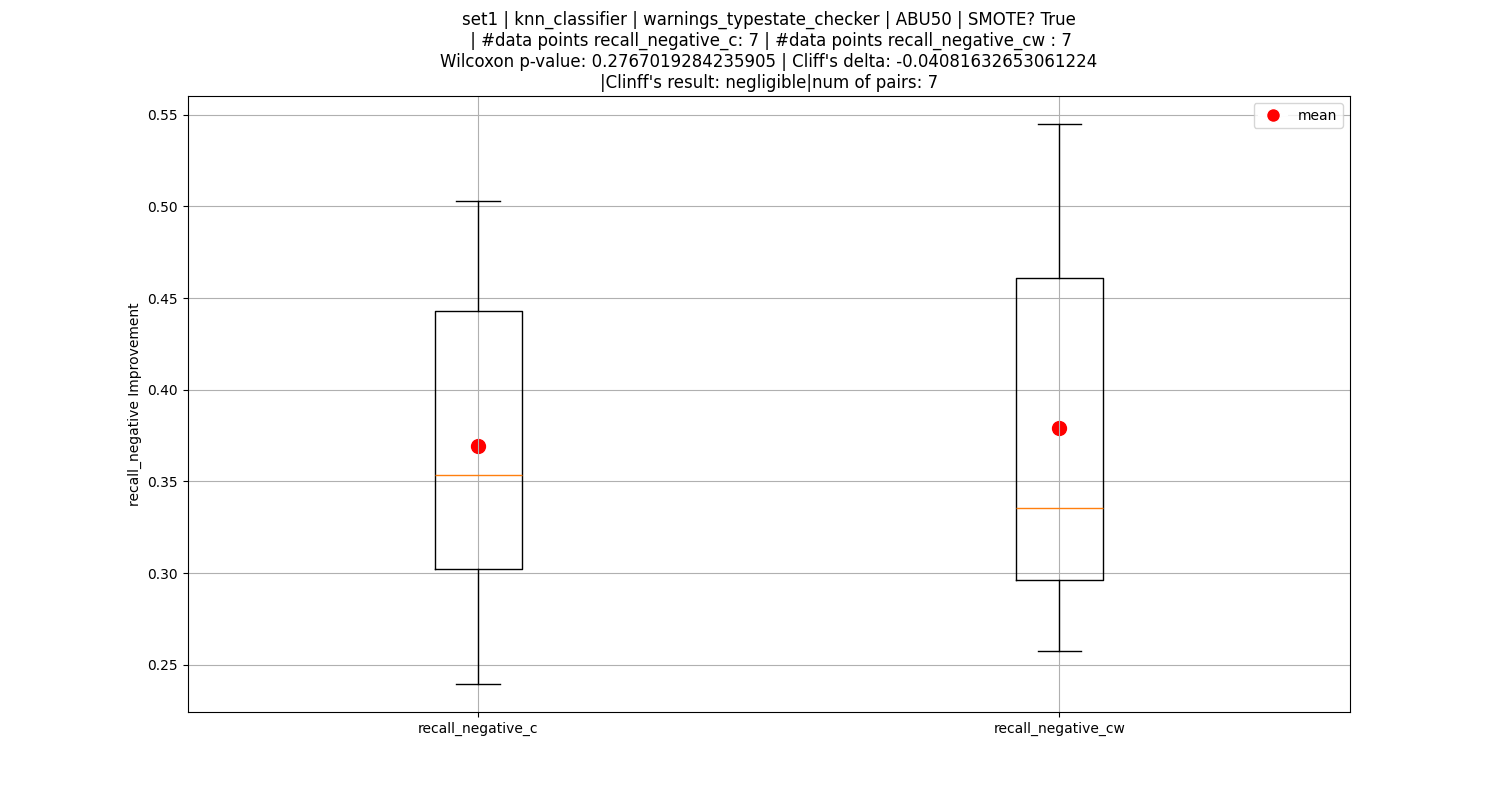 set1 | knn_classifier | warnings_typestate_checker | ABU50 | SMOTE? True
| #data points recall_negative_c: 7 | #data points recall_negative_cw : 7
Wilcoxon p-value: 0.2767019284235905 | Cliff's delta: -0.04081632653061224
|Clinff's result: negligible|num of pairs: 7
mean
recall_negative Improvement
0.55
0.50
0.45
0.40
0.35
0.30
0.25
recall_negative_c
recall_negative_cw